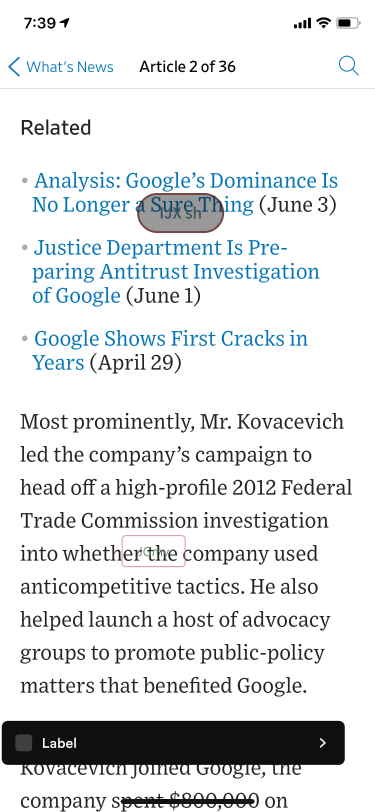 7:39
What's News
Article 2 of 36
Related
• Analysis: Google's Dominance Is
No Longer a Sure Thing (June 3)
• Justice Department Is Pre-
paring Antitrust Investigation
of Google (June 1)
• Google Shows First Cracks in
Years (April 29)
Most prominently, Mr. Kovacevich
led the company's campaign to
head off a high-profile 2012 Federal
Trade Commission investigation
into whether the company used
anticompetitive tactics. He also
helped launch a host of advocacy
groups to promote public-policy
matters that benefited Google.
Label
Kovacevich joined Google, the
company spent $800,000 on